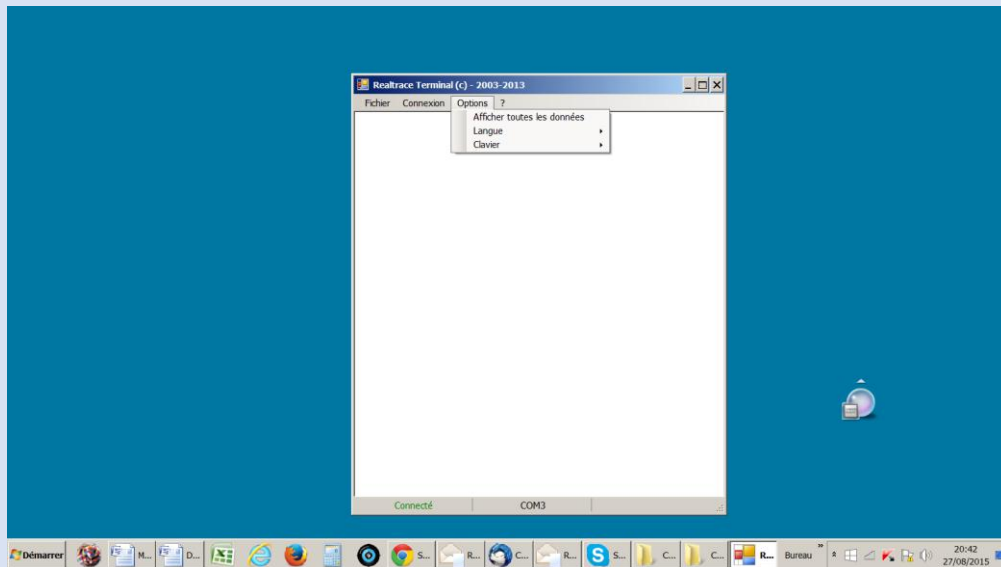 Realtrace Terminal (c) - 2003-2013
Fichier Connexion Options ?
Afficher toutes les données
Langue
Clavier
Connecté COM3
Démarrer M... D... S... R... C... R... S... C... C... R... Bureau » 20:42
27/08/2015